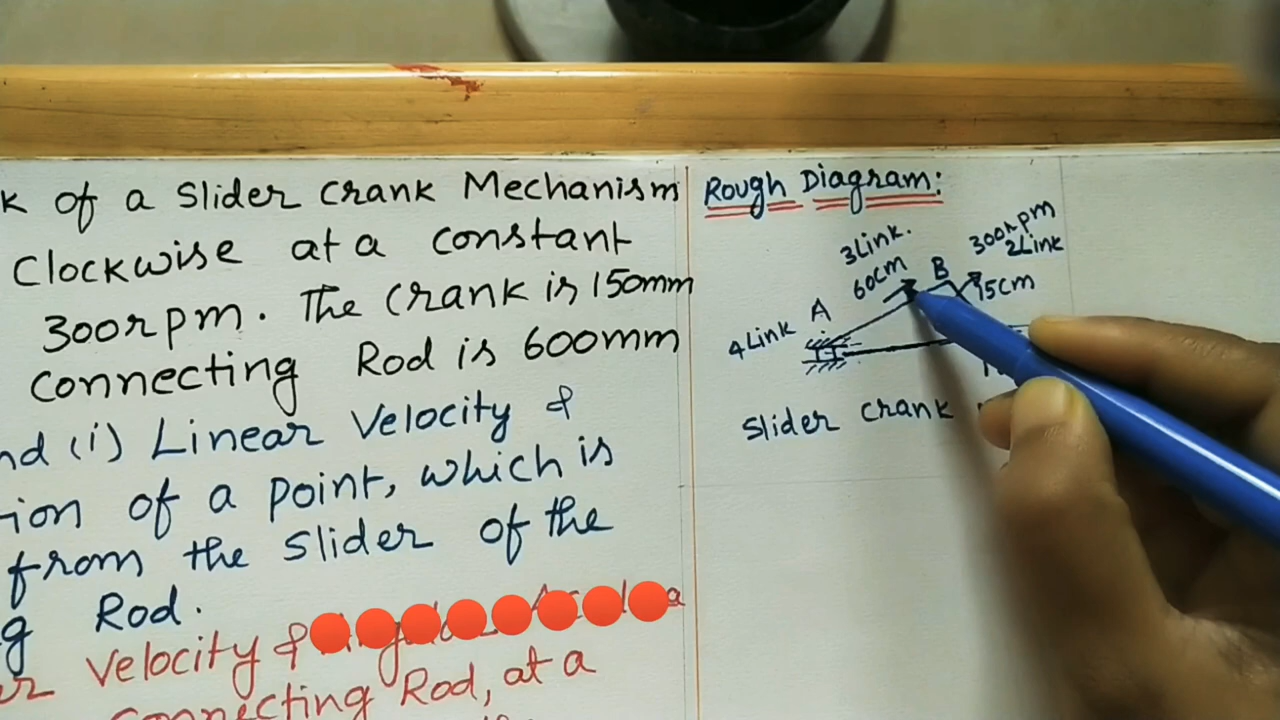 k of a Slider Crank Mechanism
Clockwise at a constant
300rpm. The Crank is 150mm
Connecting Rod is 600mm
nd (i) Linear Velocity &
ion of a point, which is
from the slider of the
g Rod.
Velocity &
Connecting Rod, at a
Rough Diagram:
3Link.
60cm
B
300rpm
2Link
15cm
A
4Link
Slider Crank